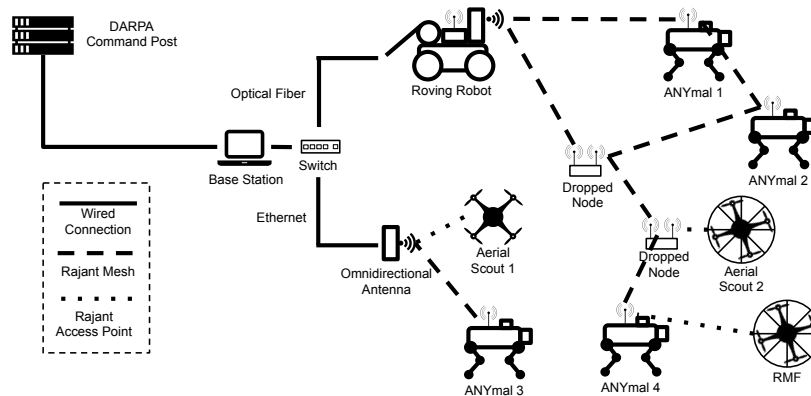 DARPA
Command Post
Optical Fiber
Roving Robot
ANYmal 1
Base Station
Switch
Dropped
Node
ANYmal 2
Wired
Connection
Rajant Mesh
Rajant
Access Point
Ethernet
Omnidirectional
Antenna
Aerial
Scout 1
Dropped
Node
Aerial
Scout 2
ANYmal 3
ANYmal 4
RMF